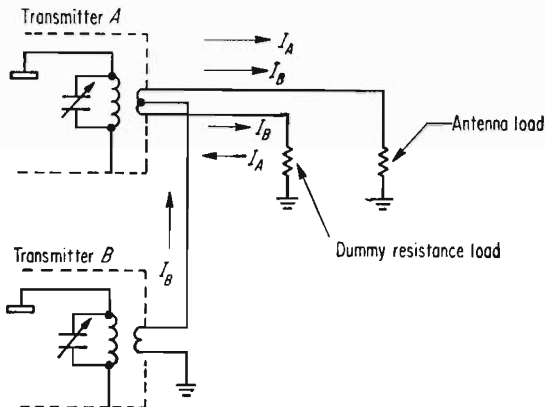 Transmitter A
I_A
I_B
Antenna load
I_B
I_A
Dummy resistance load
Transmitter B
I_B